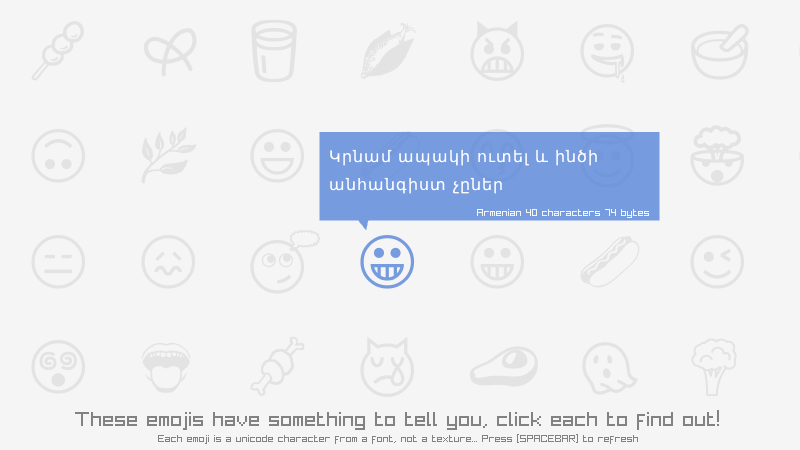 Կրնամ ապակի ուտել և ինծի
անհանգիստ չըներ
Armenian 40 characters 74 bytes
These emojis have something to tell you, click each to find out!
Each emoji is a unicode character from a font, not a texture... Press [SPACEBAR] to refresh